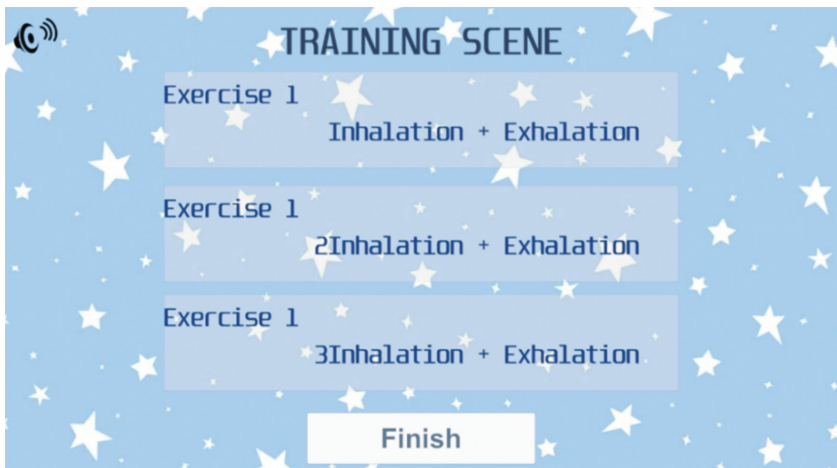 TRAINING SCENE
Exercise 1
Inhalation + Exhalation
Exercise 1
2Inhalation + Exhalation
Exercise 1
3Inhalation + Exhalation
Finish